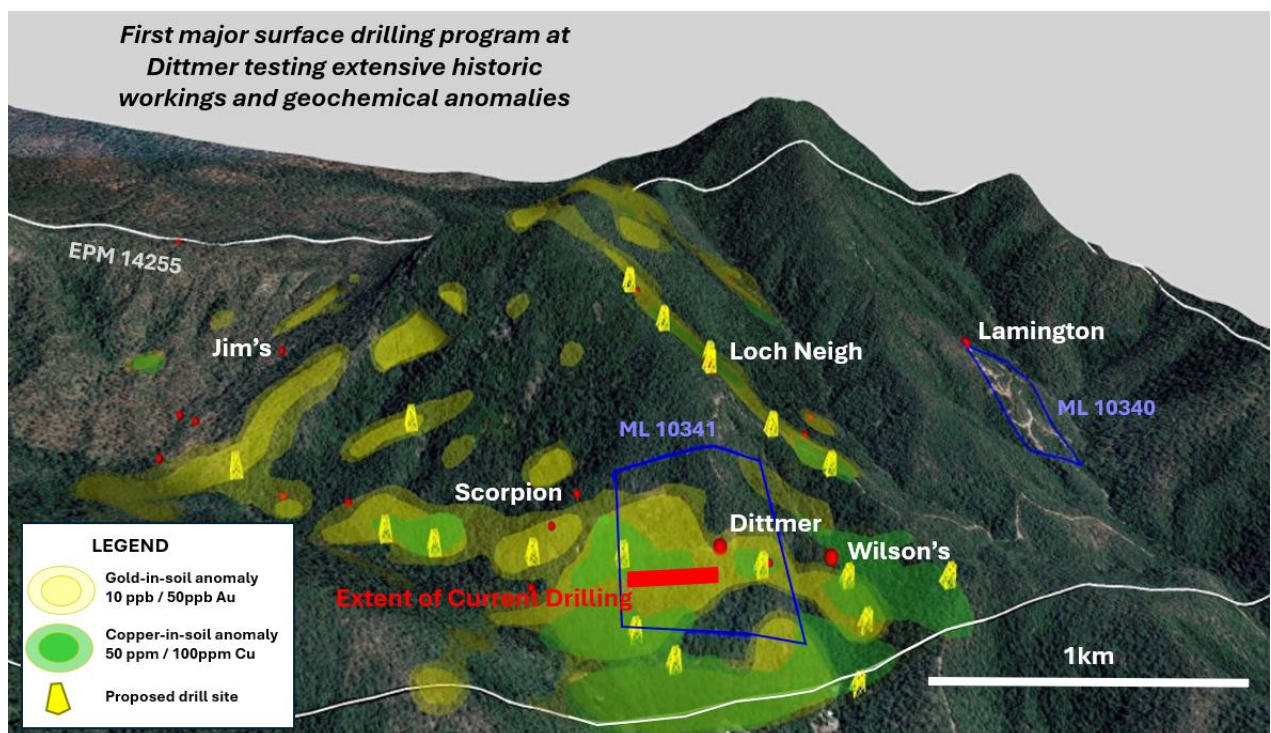 First major surface drilling program at
Dittmer testing extensive historic
workings and geochemical anomalies
EPM 14255
Jim's
Loch Neigh
Lamington
ML 10340
ML 10341
Scorpion
Dittmer
Wilson's
Extent of Current Drilling
1km
LEGEND
Gold-in-soil anomaly
10 ppb / 50ppb Au
Copper-in-soil anomaly
50 ppm / 100ppm Cu
Proposed drill site